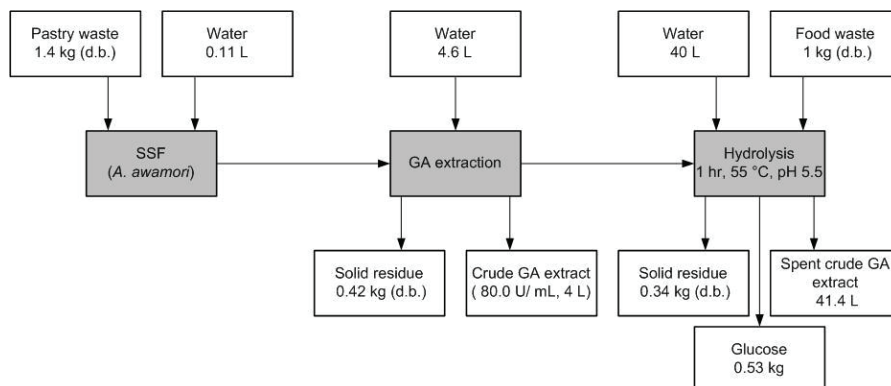 Pastry waste
1.4 kg (d.b.)
Water
0.11 L
Water
4.6 L
Water
40 L
Food waste
1 kg (d.b.)
SSF
(A. awamori)
GA extraction
Hydrolysis
1 hr, 55 °C, pH 5.5
Solid residue
0.42 kg (d.b.)
Crude GA extract
( 80.0 U/ mL, 4 L)
Solid residue
0.34 kg (d.b.)
Spent crude GA
extract
41.4 L
Glucose
0.53 kg